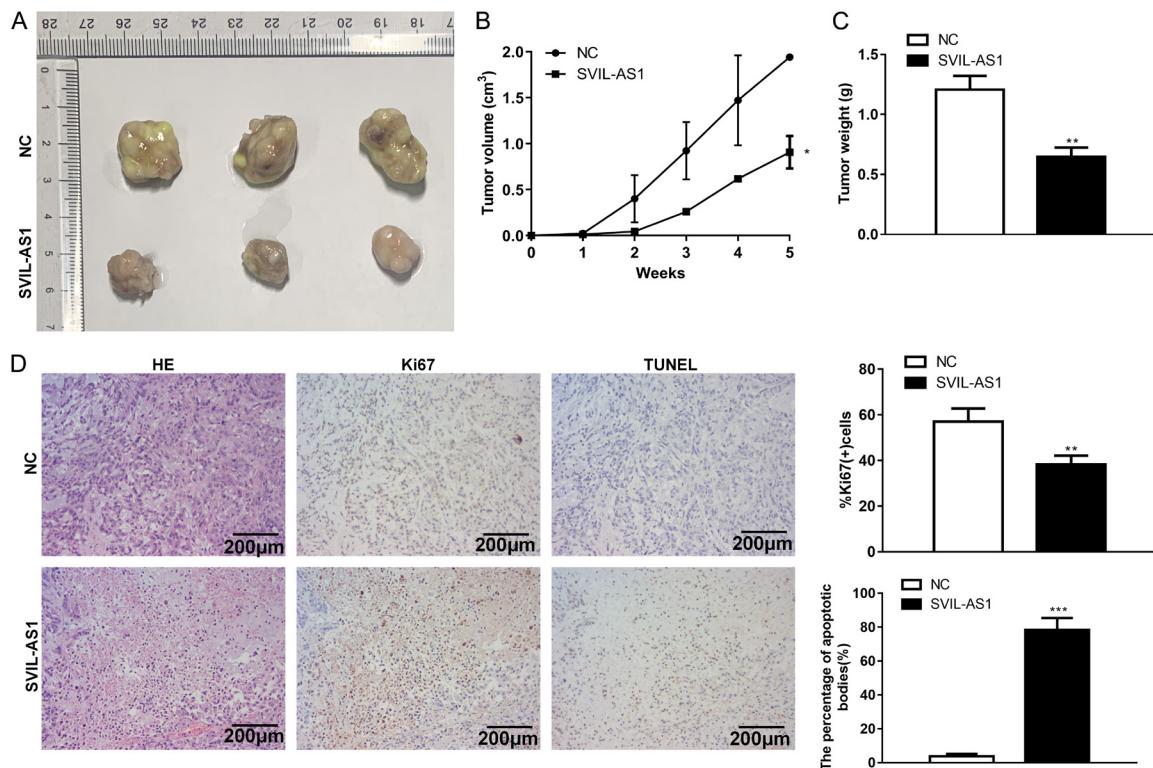 A
28 27 26 25 24 23 22 21 20 19 18 7
0
1
2
3
4
5
6
7
NC
SVIL-AS1
B
NC
SVIL-AS1
Tumor volume (cm³)
2.0
1.5
1.0
0.5
0.0
*
0 1 2 3 4 5
Weeks
C
NC
SVIL-AS1
Tumor weight (g)
1.5
1.0
0.5
0.0
**
D
HE Ki67 TUNEL
NC
200μm 200μm 200μm
SVIL-AS1
200μm 200μm 200μm
NC
SVIL-AS1
%Ki67(+)cells
80
60
40
20
0
**
NC
SVIL-AS1
The percentage of apoptotic
bodies(%)
100
80
60
40
20
0
***